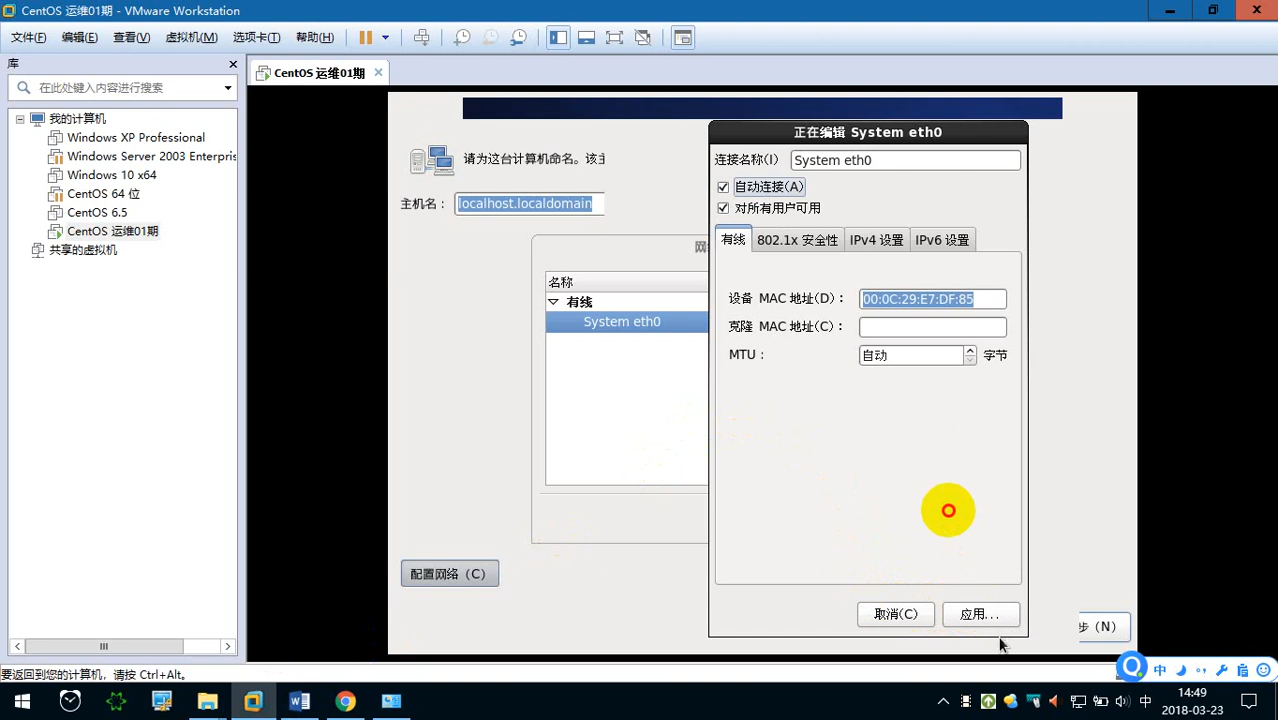 CentOS 运维01期 - VMware Workstation
文件(F) 编辑(E) 查看(V) 虚拟机(M) 选项卡(T) 帮助(H)
库
在此处键入内容进行搜索
我的计算机
Windows XP Professional
Windows Server 2003 Enterpris
Windows 10 x64
CentOS 64 位
CentOS 6.5
CentOS 运维01期
共享的虚拟机
CentOS 运维01期
请为这台计算机命名。该主
主机名：
localhost.localdomain
网
名称
有线
System eth0
配置网络（C）
正在编辑 System eth0
连接名称(I)
System eth0
自动连接(A)
对所有用户可用
有线
802.1x 安全性
IPv4 设置
IPv6 设置
设备 MAC 地址(D)：
00:0C:29:E7:DF:85
克隆 MAC 地址(C)：
MTU：
自动
字节
取消(C)
应用...
步（N）
要返回到您的计算机，请按 Ctrl+Alt。
中
中
14:49
2018-03-23